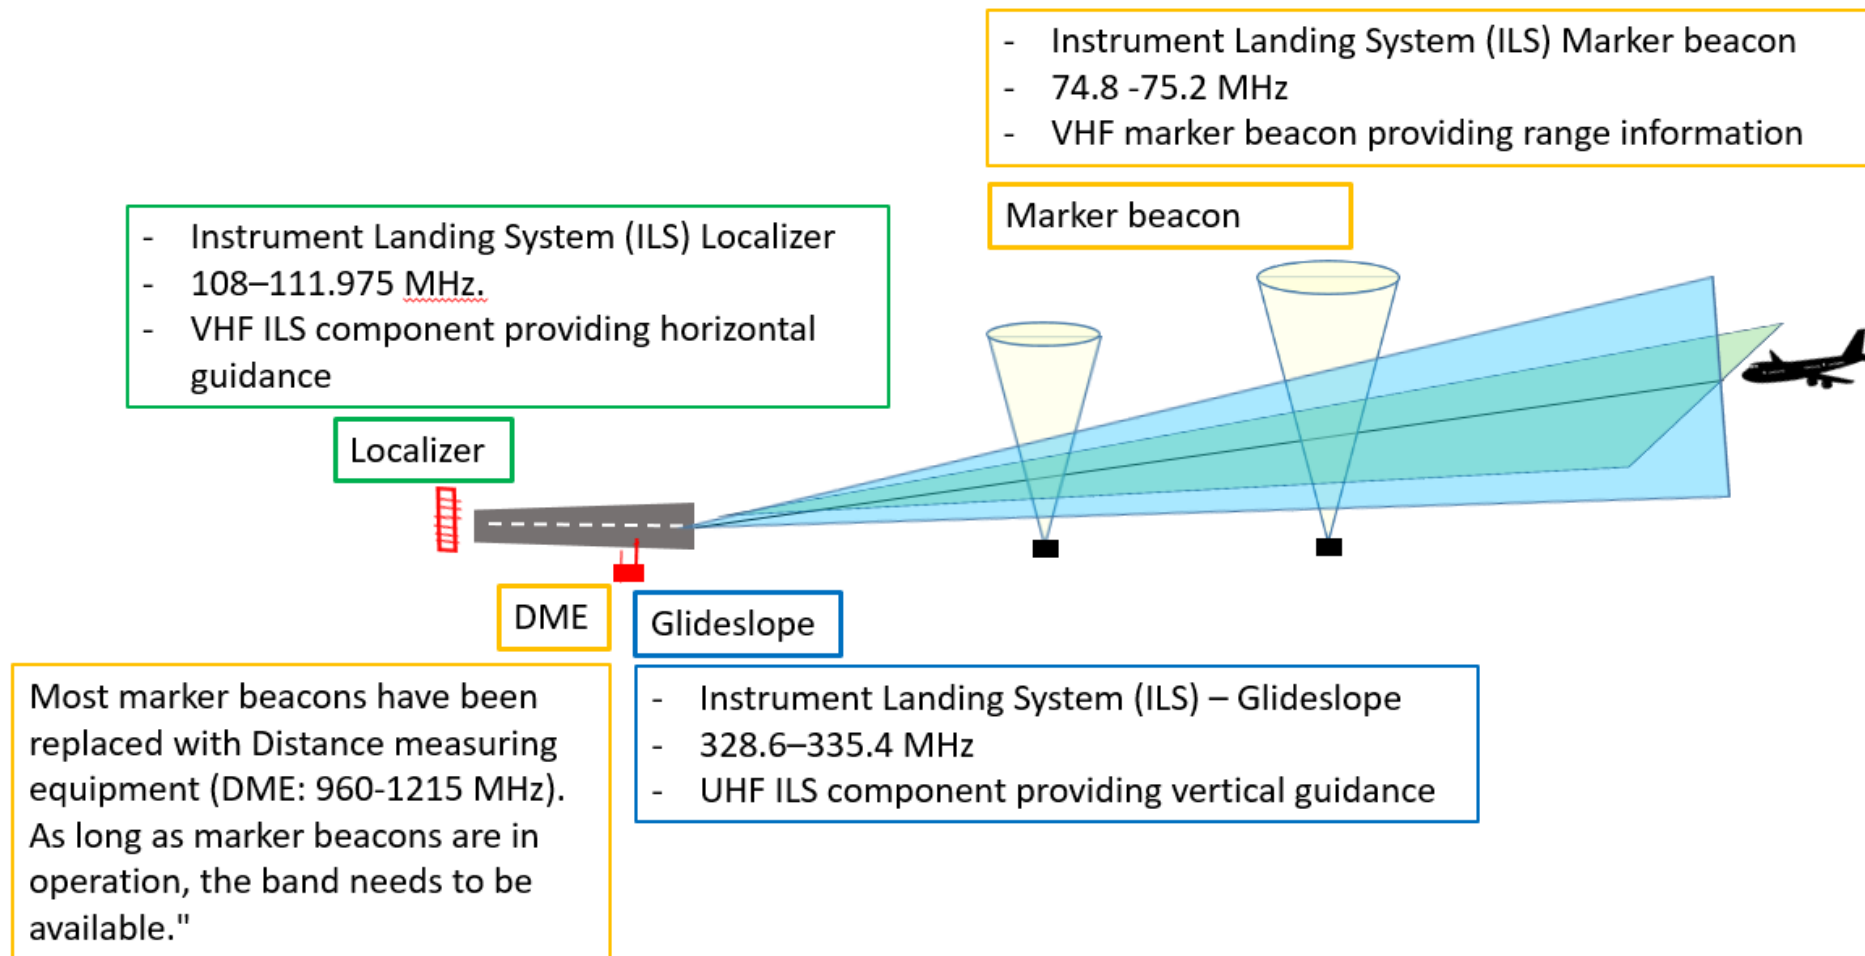 - Instrument Landing System (ILS) Marker beacon
- 74.8 -75.2 MHz
- VHF marker beacon providing range information
Marker beacon
- Instrument Landing System (ILS) Localizer
- 108–111.975 MHz.
- VHF ILS component providing horizontal
guidance
Localizer
DME
Glideslope
Most marker beacons have been
replaced with Distance measuring
equipment (DME: 960-1215 MHz).
As long as marker beacons are in
operation, the band needs to be
available."
- Instrument Landing System (ILS) – Glideslope
- 328.6–335.4 MHz
- UHF ILS component providing vertical guidance